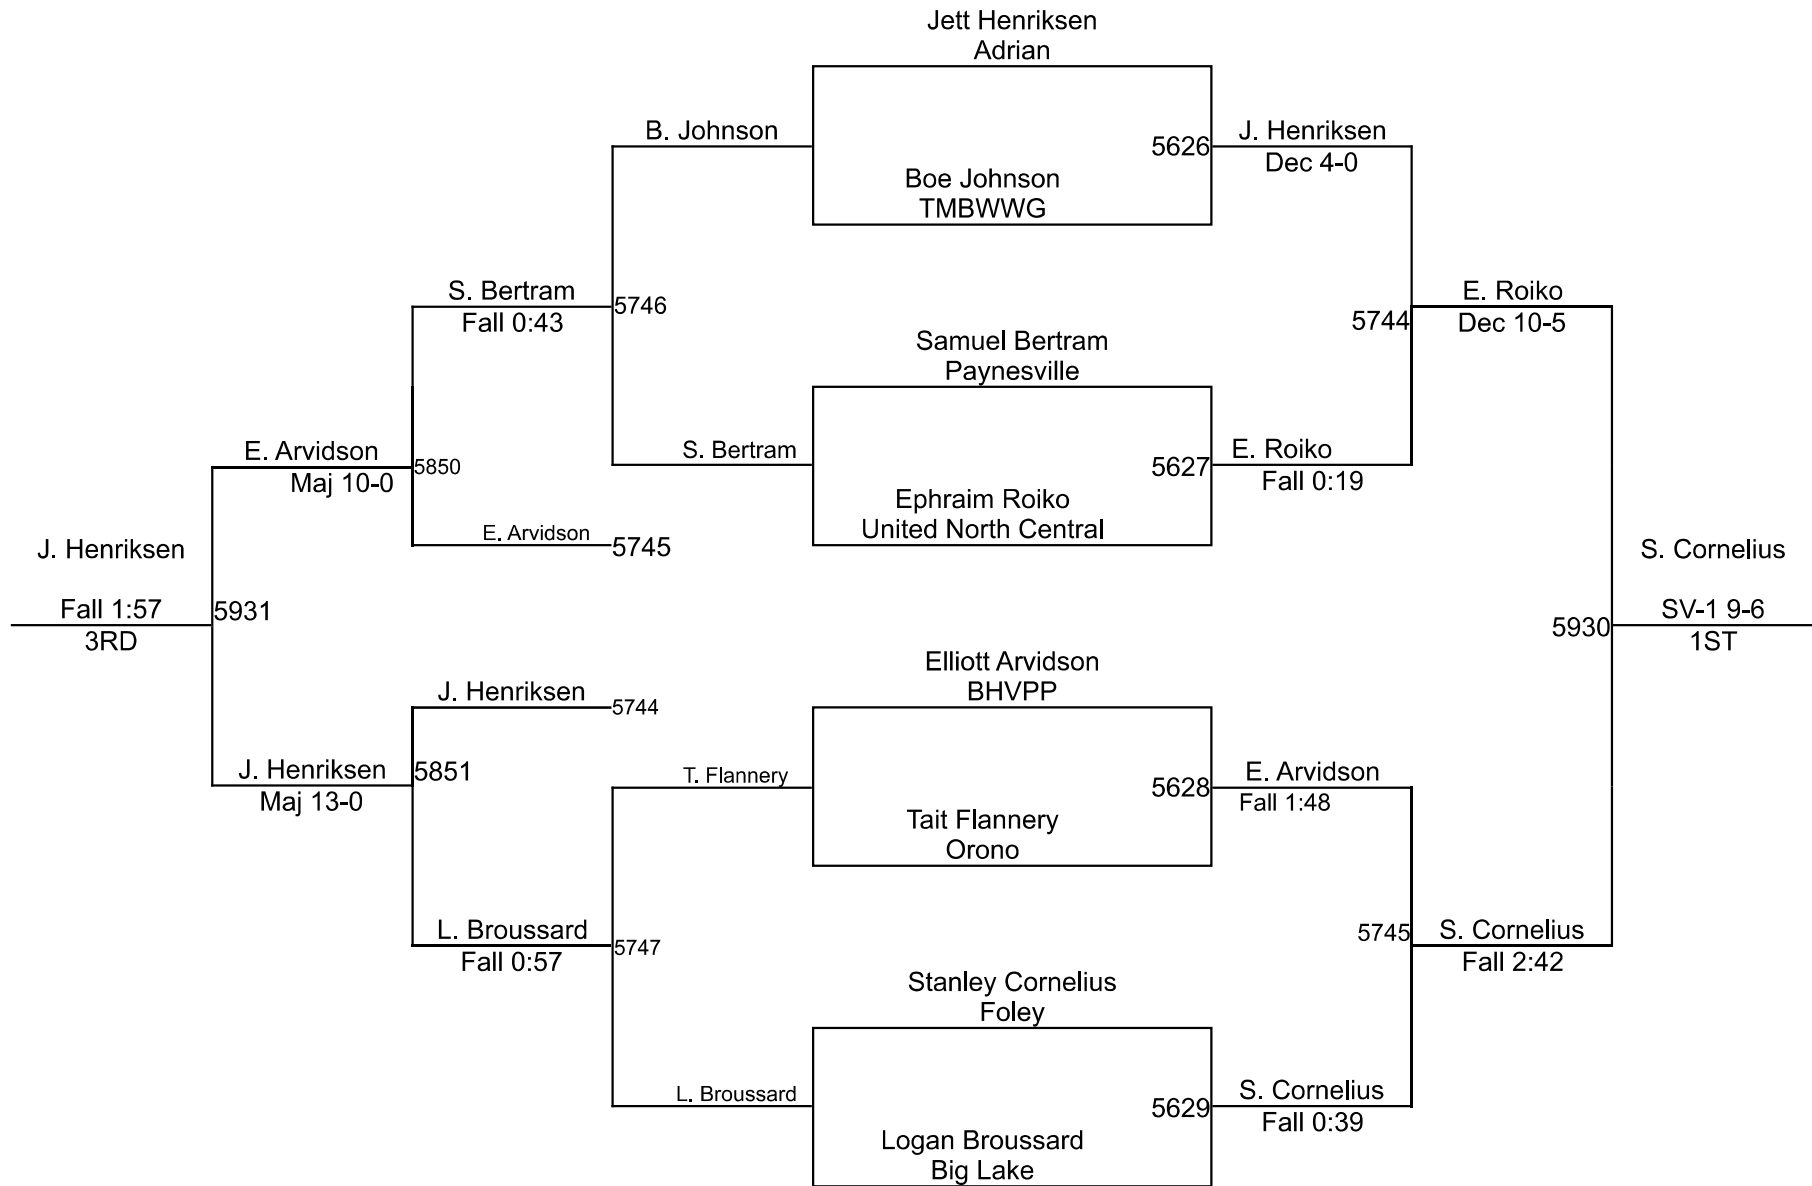 Jett Henriksen
Adrian
B. Johnson
5626
J. Henriksen
Dec 4-0
Boe Johnson
TMBWWG
S. Bertram
Fall 0:43
5746
5744
E. Roiko
Dec 10-5
Samuel Bertram
Paynesville
E. Arvidson
Maj 10-0
5850
S. Bertram
5627
E. Roiko
Fall 0:19
Ephraim Roiko
United North Central
E. Arvidson
5745
J. Henriksen
Fall 1:57
3RD
5931
5930
S. Cornelius
SV-1 9-6
1ST
Elliott Arvidson
BHVPP
J. Henriksen
5744
J. Henriksen
Maj 13-0
5851
T. Flannery
5628
E. Arvidson
Fall 1:48
Tait Flannery
Orono
L. Broussard
Fall 0:57
5747
5745
S. Cornelius
Fall 2:42
Stanley Cornelius
Foley
L. Broussard
5629
S. Cornelius
Fall 0:39
Logan Broussard
Big Lake